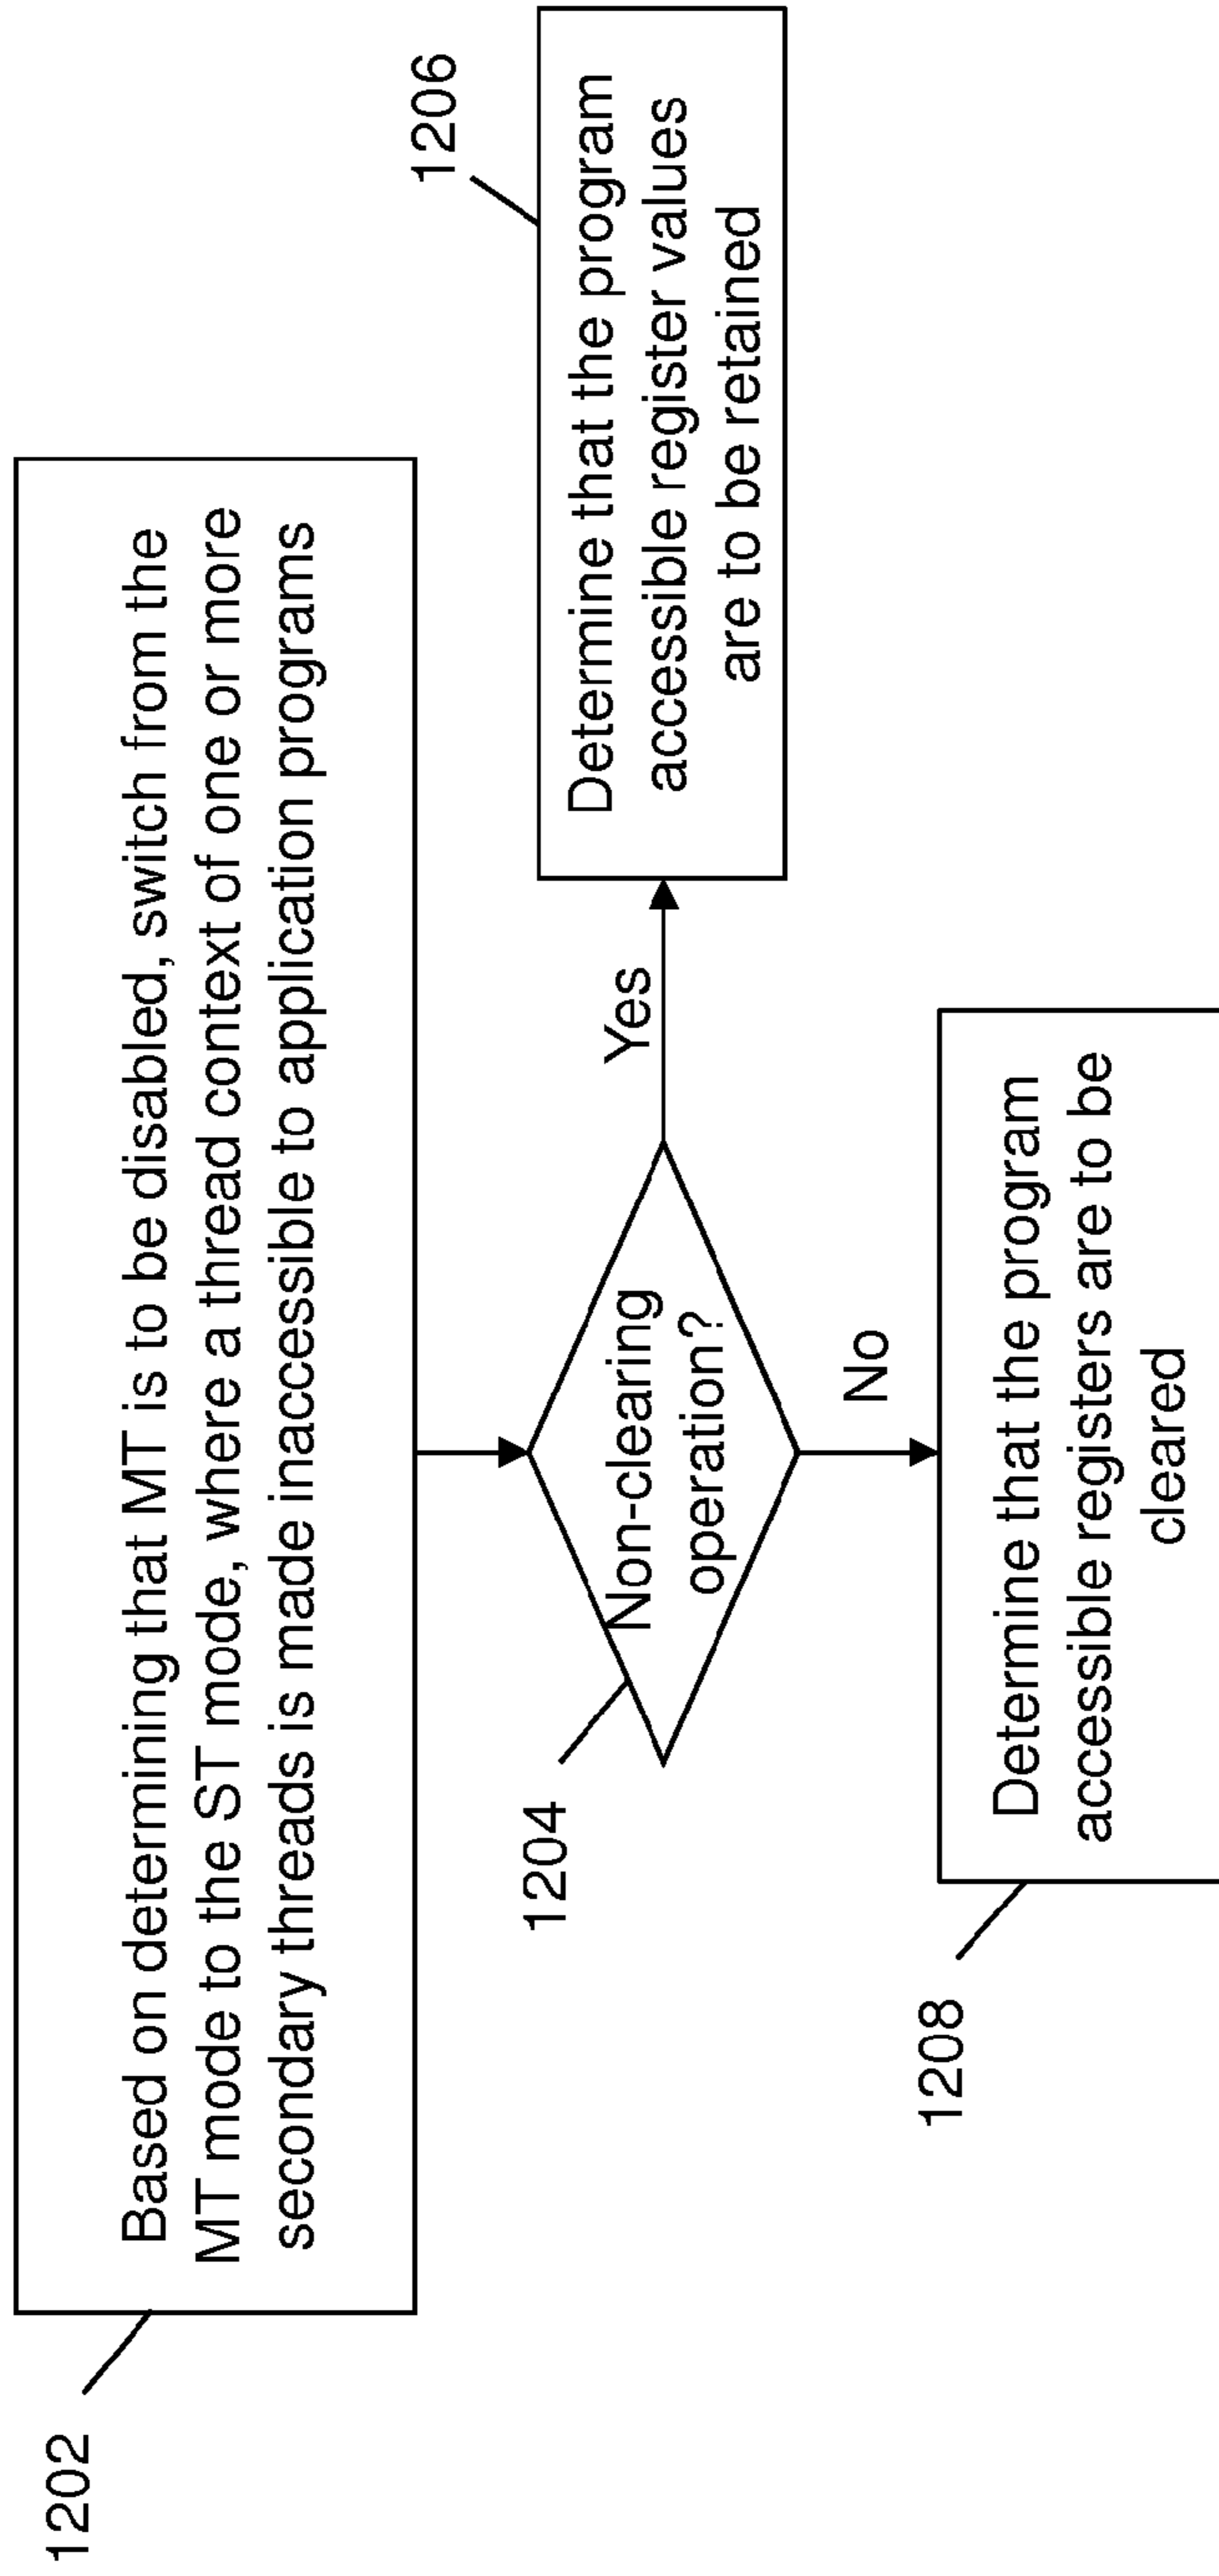 1202
Based on determining that MT is to be disabled, switch from the
MT mode to the ST mode, where a thread context of one or more
secondary threads is made inaccessible to application programs
1204
Non-clearing
operation?
Yes
1206
Determine that the program
accessible register values
are to be retained
No
1208
Determine that the program
accessible registers are to be
cleared